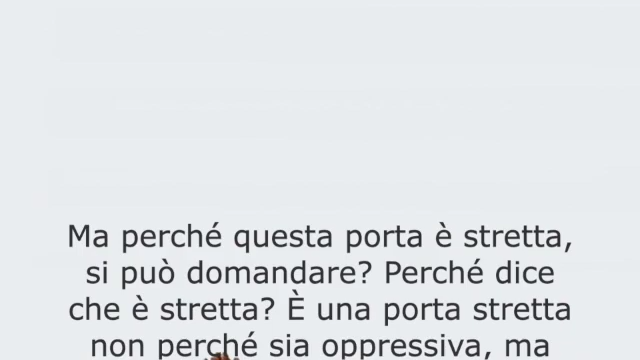 Ma perché questa porta è stretta,
si può domandare? Perché dice
che è stretta? È una porta stretta
non perché sia oppressiva, ma